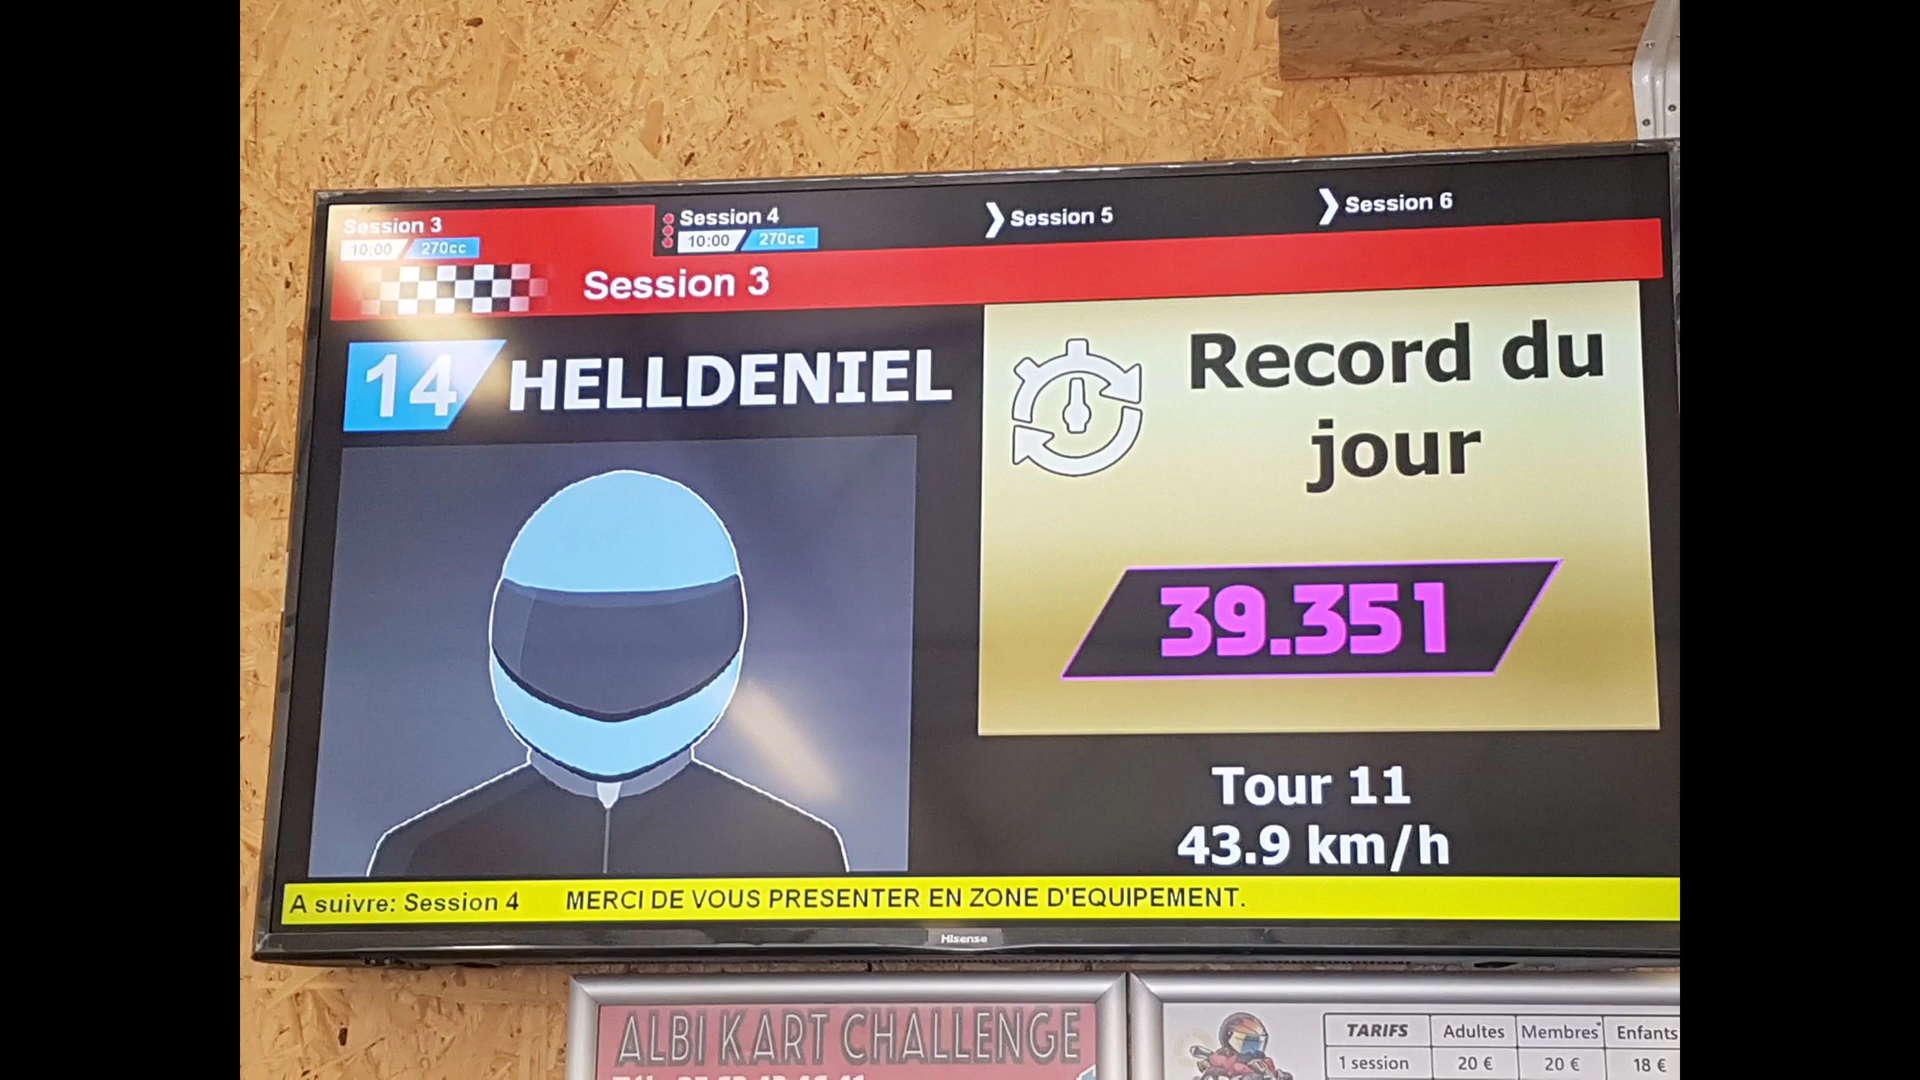 Session 3
10:00 270cc
Session 4
10:00 270cc
Session 5
Session 6
Session 3
14 HELLDENIEL
Record du
jour
39.351
Tour 11
43.9 km/h
A suivre: Session 4 MERCI DE VOUS PRESENTER EN ZONE D'EQUIPEMENT.
Hisense
ALBI KART CHALLENGE
TARIFS Adultes Membres* Enfants
1 session 20 € 20 € 18 €